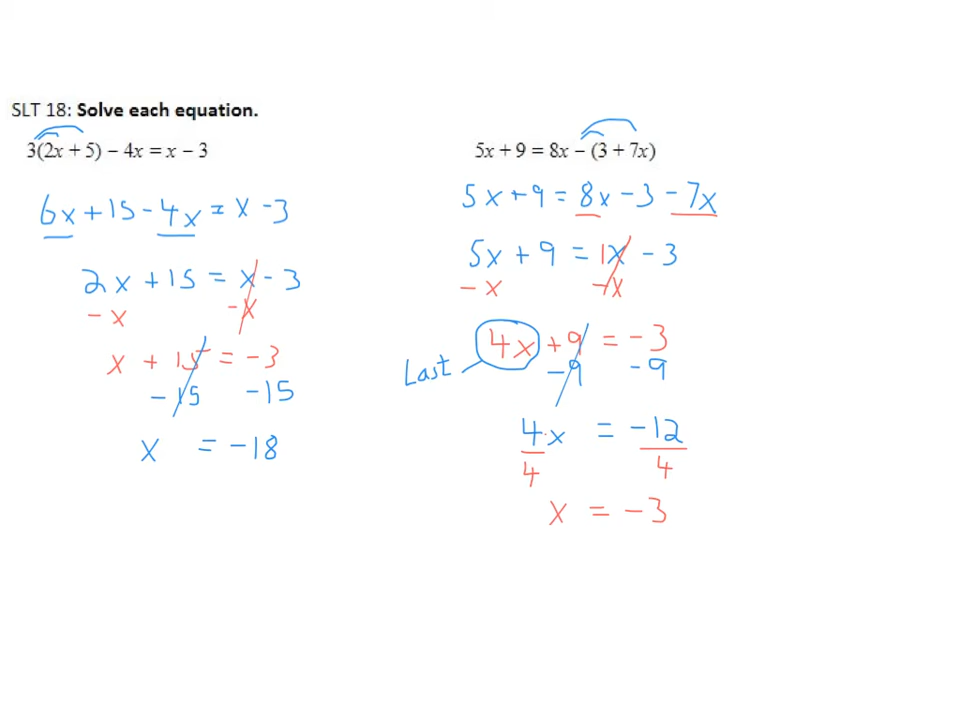 SLT 18: Solve each equation.
3(2x + 5) – 4x = x – 3
6x + 15 - 4x = x - 3
2x + 15 = x - 3
- x - x
x + 15 = -3
- 15 -15
x = -18
5x + 9 = 8x – (3 + 7x)
5x + 9 = 8x - 3 - 7x
5x + 9 = 1x - 3
- x -1x
4x + 9 = -3
Last - 9 - 9
4·x = -12
4 4
x = -3